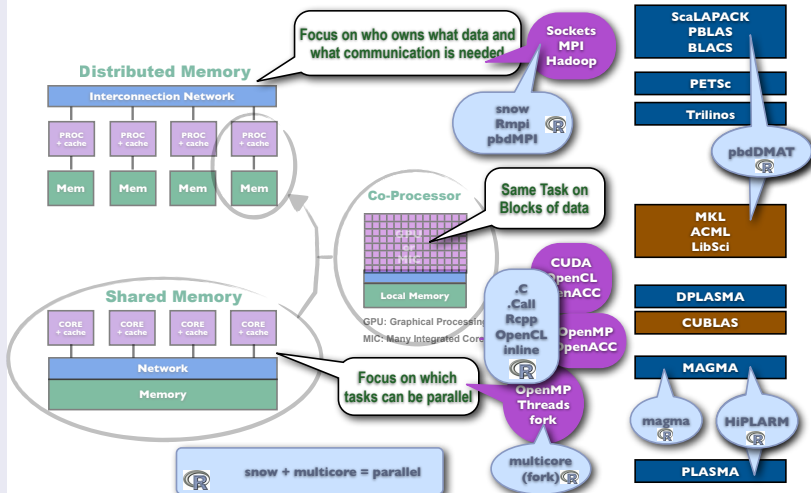 Focus on who owns what data and
what communication is needed
Sockets
MPI
Hadoop
snow
Rmpi
pbdMPI
R
Distributed Memory
Interconnection Network
PROC
+ cache
PROC
+ cache
PROC
+ cache
PROC
+ cache
Mem
Mem
Mem
Mem
Co-Processor
GPU
or
MIC
Local Memory
GPU: Graphical Processing
MIC: Many Integrated Core
Same Task on
Blocks of data
CUDA
OpenCL
OpenACC
OpenMP
OpenACC
.C
.Call
Rcpp
OpenCL
inline
R
Shared Memory
CORE
+ cache
CORE
+ cache
CORE
+ cache
CORE
+ cache
Network
Memory
Focus on which
tasks can be parallel
OpenMP
Threads
fork
multicore
(fork)
R
R
snow + multicore = parallel
ScaLAPACK
PBLAS
BLACS
PETSc
Trilinos
pbdDMAT
R
MKL
ACML
LibSci
DPLASMA
CUBLAS
MAGMA
magma
R
HiPLARM
R
PLASMA